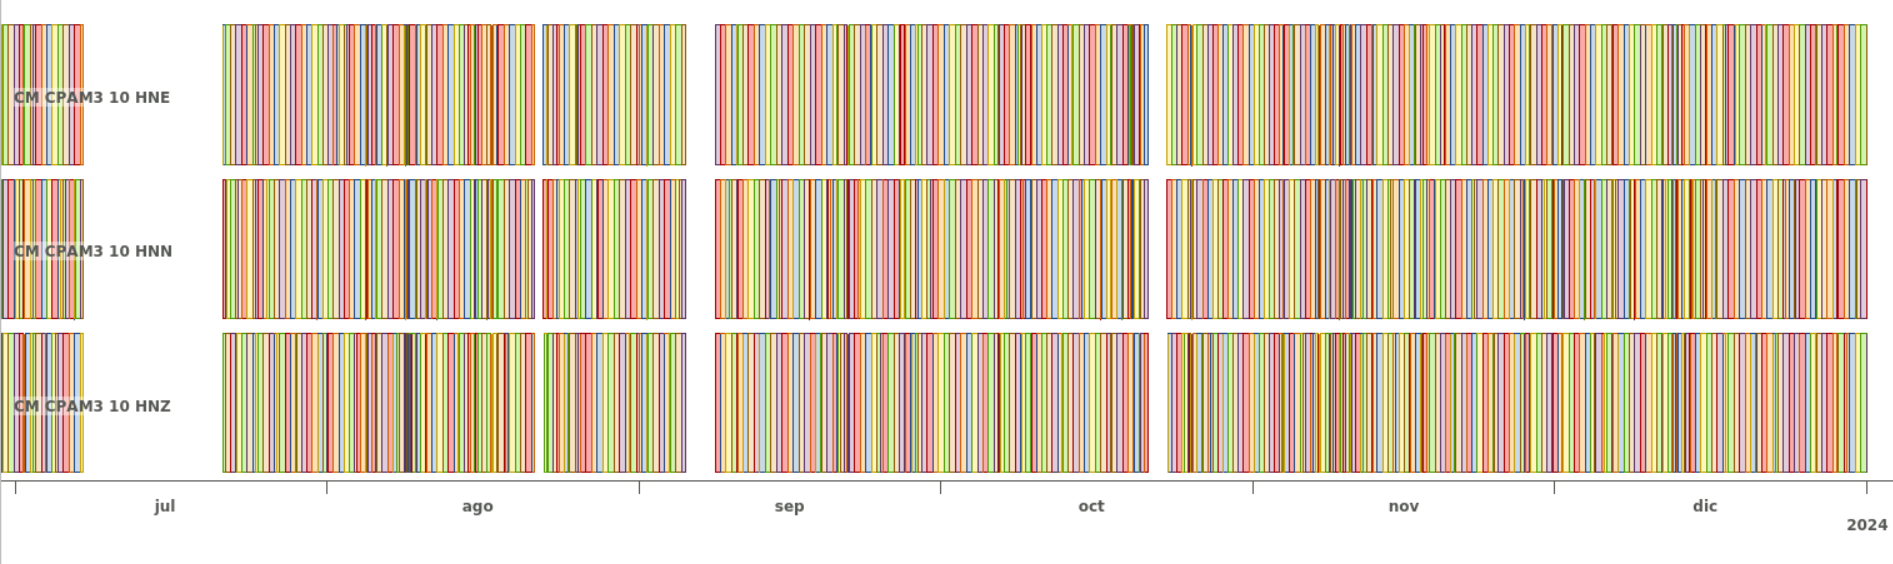 CM CPAM3 10 HNE
CM CPAM3 10 HNN
CM CPAM3 10 HNZ
jul ago sep oct nov dic
2024